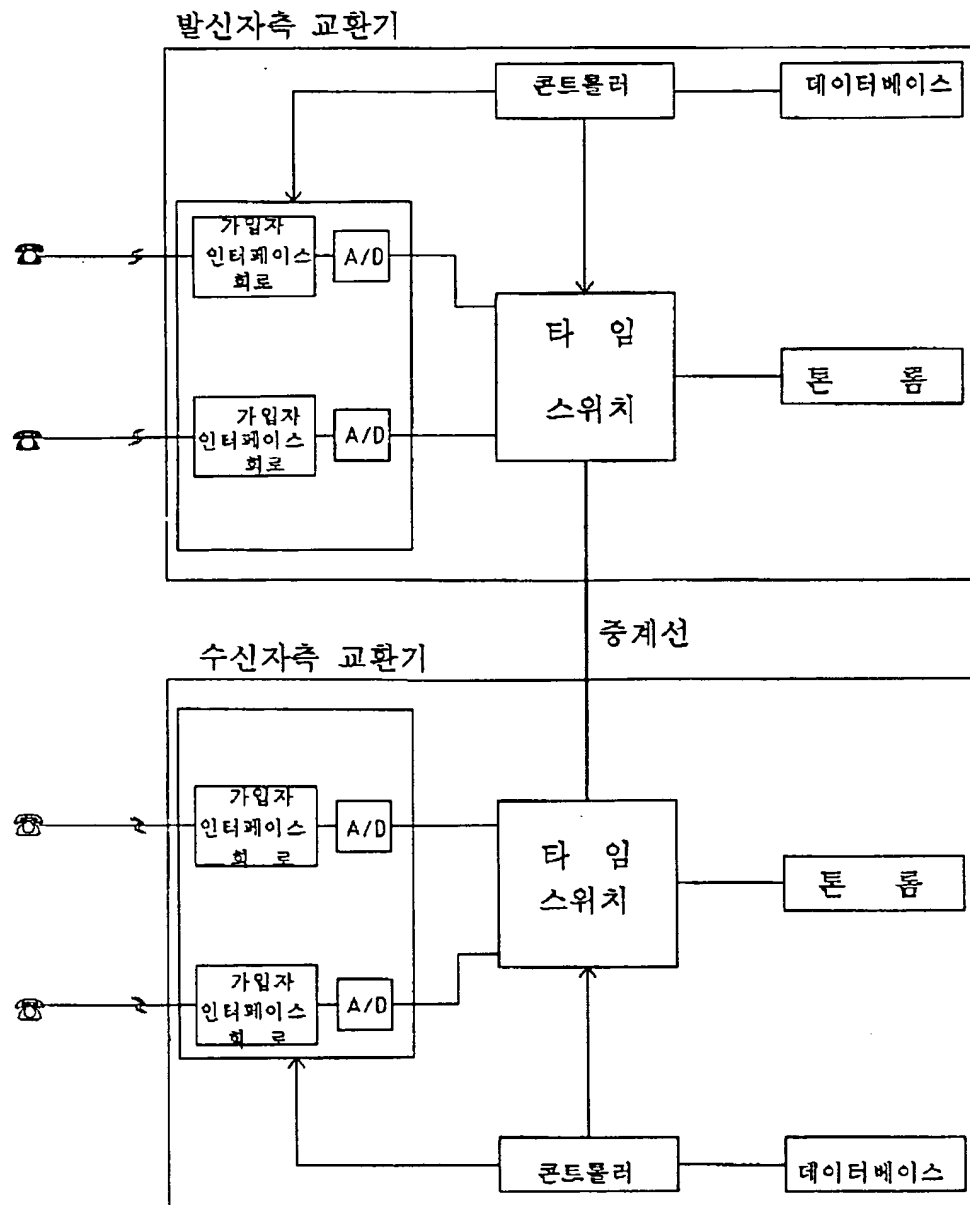 발신자측 교환기
콘트롤러
데이터베이스
가입자
인터페이스
회로
A/D
타 임
스위치
톤 롬
가입자
인터페이스
회로
A/D
중계선
수신자측 교환기
가입자
인터페이스
회 로
A/D
타 임
스위치
톤 롬
가입자
인터페이스
회 로
A/D
콘트롤러
데이터베이스